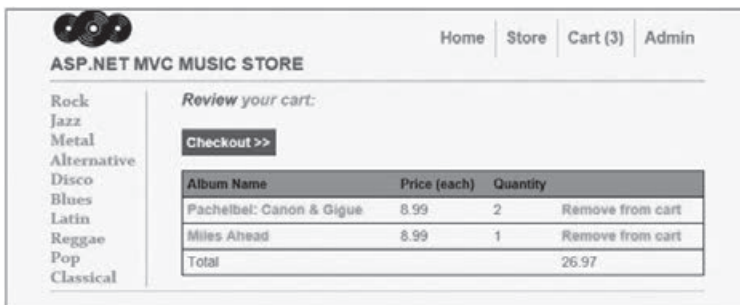 Home Store Cart (3) Admin
ASP.NET MVC MUSIC STORE
Rock
Jazz
Metal
Alternative
Disco
Blues
Latin
Reggae
Pop
Classical
Review your cart:
Checkout >>
Album Name Price (each) Quantity
Pachelbel: Canon & Gigue 8.99 2 Remove from cart
Miles Ahead 8.99 1 Remove from cart
Total 26.97